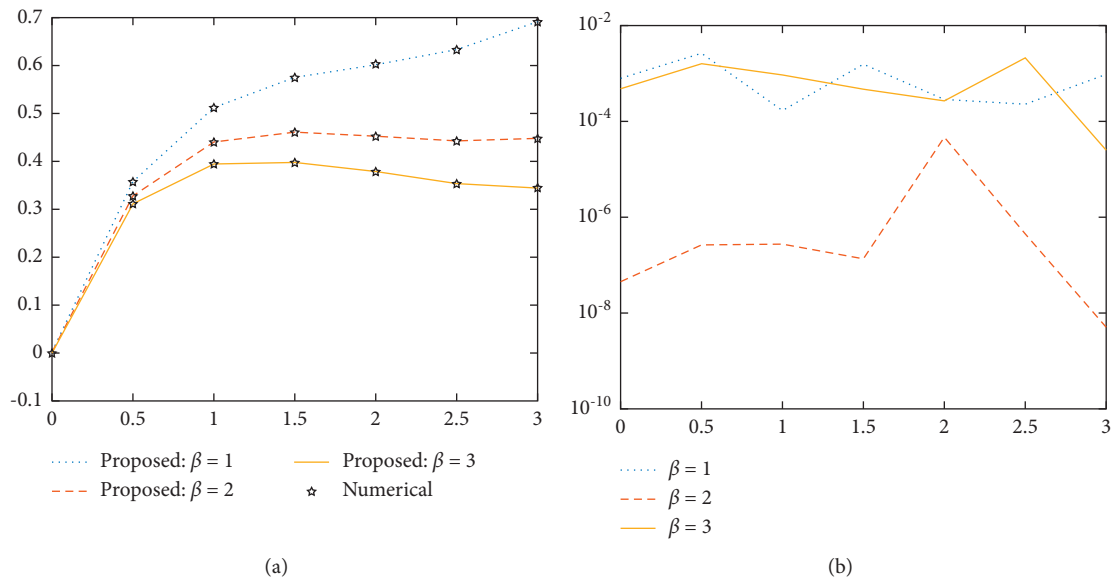 0.7
0.6
0.5
0.4
0.3
0.2
0.1
0
-0.1
0 0.5 1 1.5 2 2.5 3
Proposed: β = 1
Proposed: β = 2
Proposed: β = 3
Numerical
(a)
10-2
10-4
10-6
10-8
10-10
0 0.5 1 1.5 2 2.5 3
β = 1
β = 2
β = 3
(b)